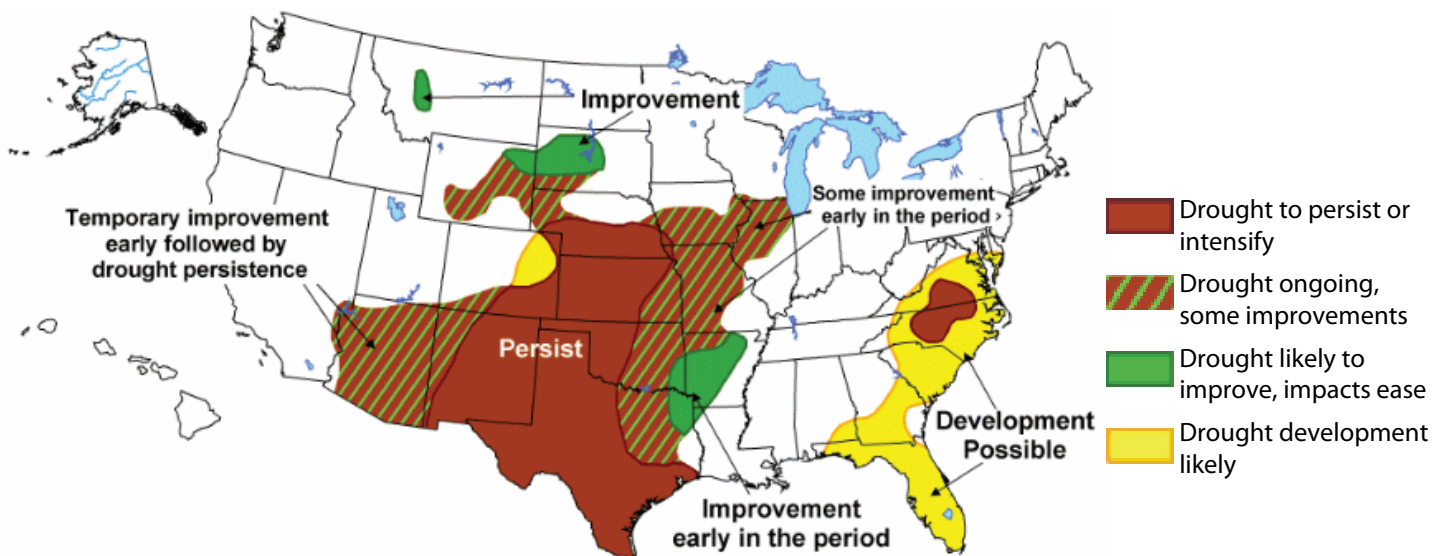 Improvement
Some improvement
early in the period ›
Temporary improvement
early followed by
drought persistence
Persist
Development
Possible
Improvement
early in the period
Drought to persist or
intensify
Drought ongoing,
some improvements
Drought likely to
improve, impacts ease
Drought development
likely